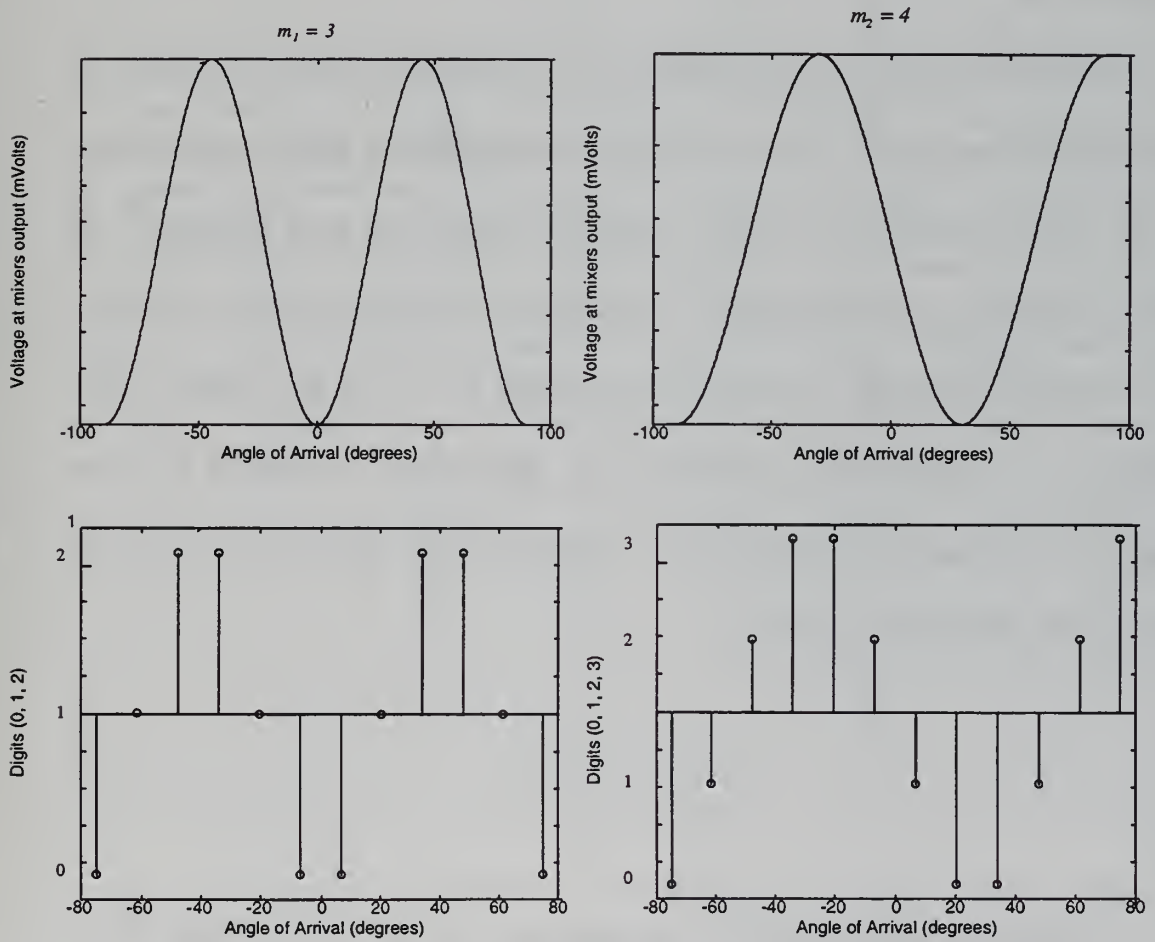 m₁ = 3
Voltage at mixers output (mVolts)
-100 -50 0 50 100
Angle of Arrival (degrees)
m₂ = 4
Voltage at mixers output (mVolts)
-100 -50 0 50 100
Angle of Arrival (degrees)
1
2
1
0
Digits (0, 1, 2)
-80 -60 -40 -20 0 20 40 60 80
Angle of Arrival (degrees)
3
2
1
0
Digits (0, 1, 2, 3)
-80 -60 -40 -20 0 20 40 60 80
Angle of Arrival (degrees)